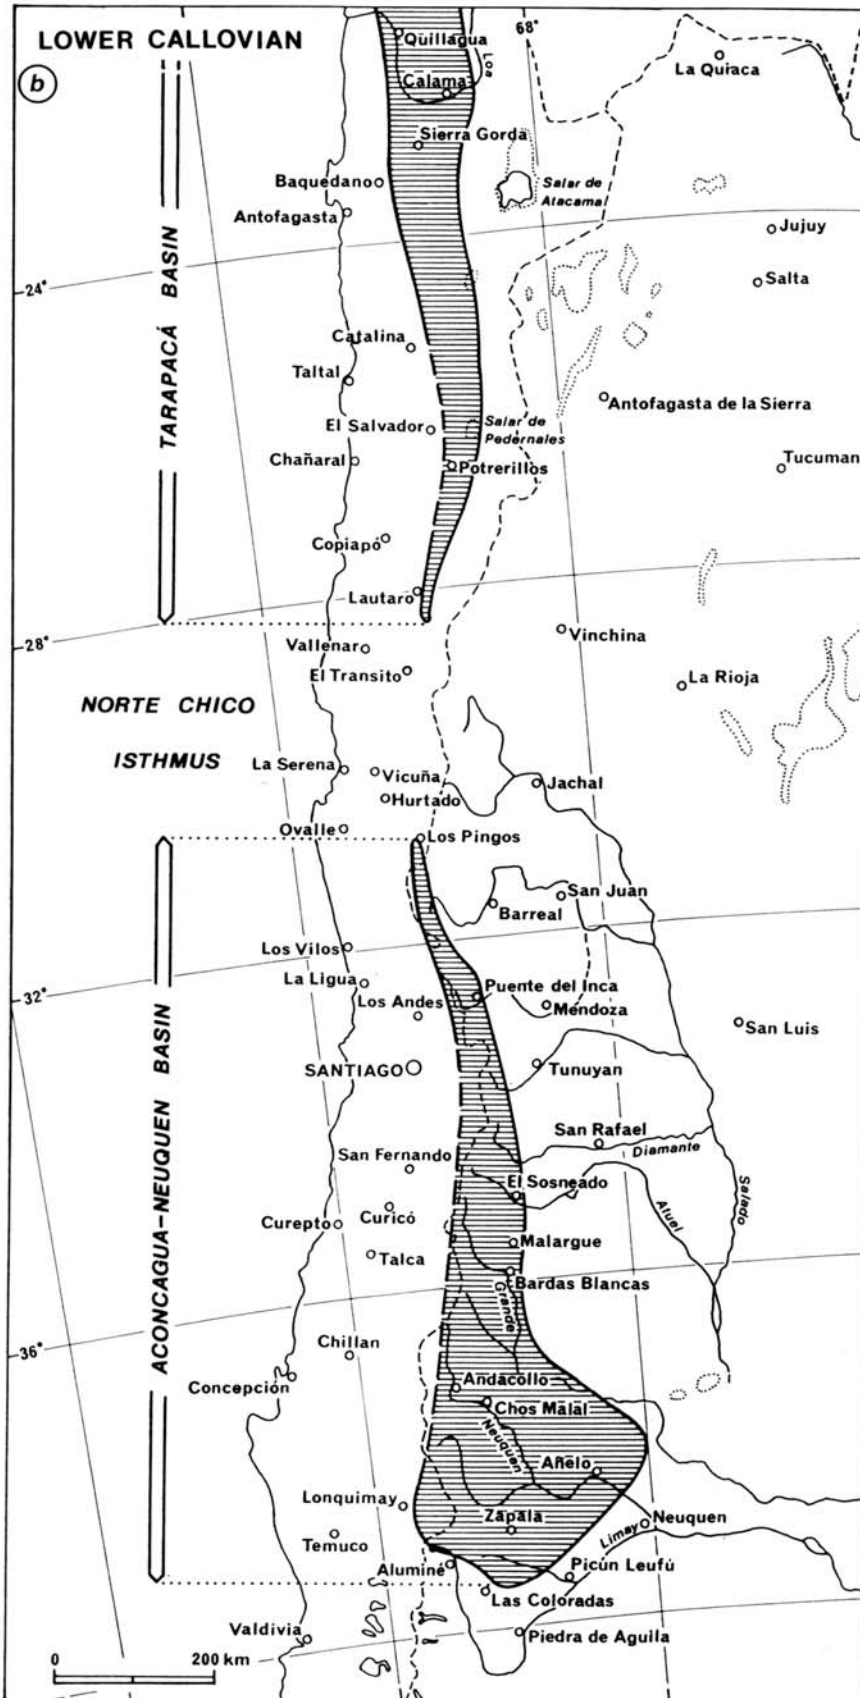 LOWER CALLOVIAN
b
68°
Quillagua
Loa
La Quiaca
Calama
Sierra Gorda
Baquedano
Salar de
Atacama
Antofagasta
Jujuy
TARAPACÁ BASIN
24°
Salta
Catalina
Taltal
Antofagasta de la Sierra
El Salvador
Salar de
Pedernales
Chañaral
Potrerillos
Tucuman
Copiapó
Lautaro
28°
Vallenar
Vinchina
El Transito
La Rioja
NORTE CHICO
ISTHMUS
La Serena
Vicuña
Jachal
Hurtado
Ovalle
Los Pingos
San Juan
Barreal
Los Vilos
La Ligua
Puente del Inca
32°
Los Andes
Mendoza
San Luis
SANTIAGO
Tunuyan
ACONCAGUA-NEUQUEN BASIN
San Rafael
Diamante
San Fernando
El Sosneado
Salado
Atuel
Curepto
Curicó
Malargue
Talca
Bardas Blancas
Grande
36°
Chillan
Concepción
Andacollo
Chos Malal
Neuquen
Añelo
Lonquimay
Zapala
Limay
Neuquen
Temuco
Aluminé
Picún Leufú
Las Coloradas
Valdivia
Piedra de Aguila
0
200 km